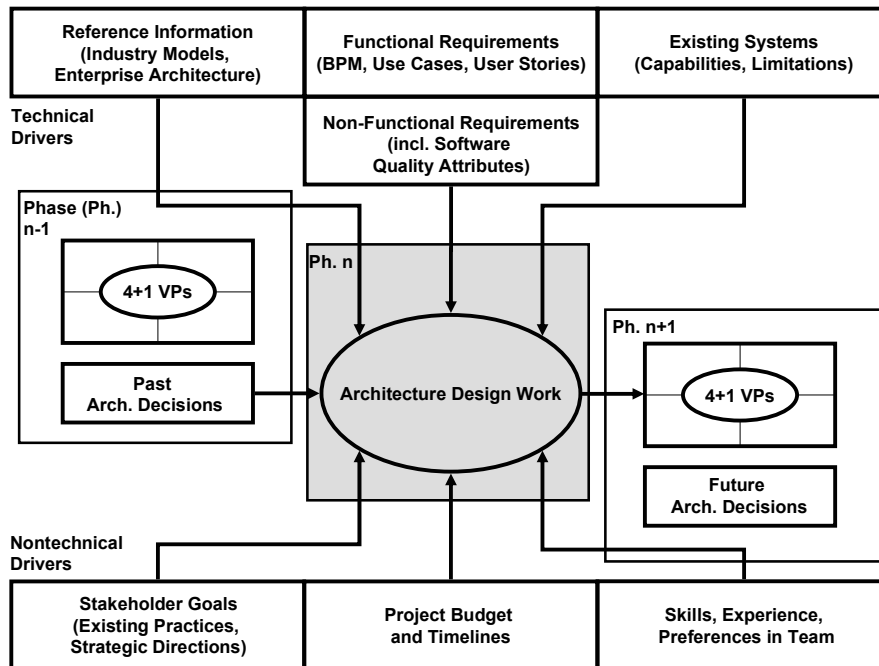 Reference Information
(Industry Models,
Enterprise Architecture)
Functional Requirements
(BPM, Use Cases, User Stories)
Existing Systems
(Capabilities, Limitations)
Technical
Drivers
Non-Functional Requirements
(incl. Software
Quality Attributes)
Phase (Ph.)
n-1
4+1 VPs
Past
Arch. Decisions
Ph. n
Architecture Design Work
Ph. n+1
4+1 VPs
Future
Arch. Decisions
Nontechnical
Drivers
Stakeholder Goals
(Existing Practices,
Strategic Directions)
Project Budget
and Timelines
Skills, Experience,
Preferences in Team